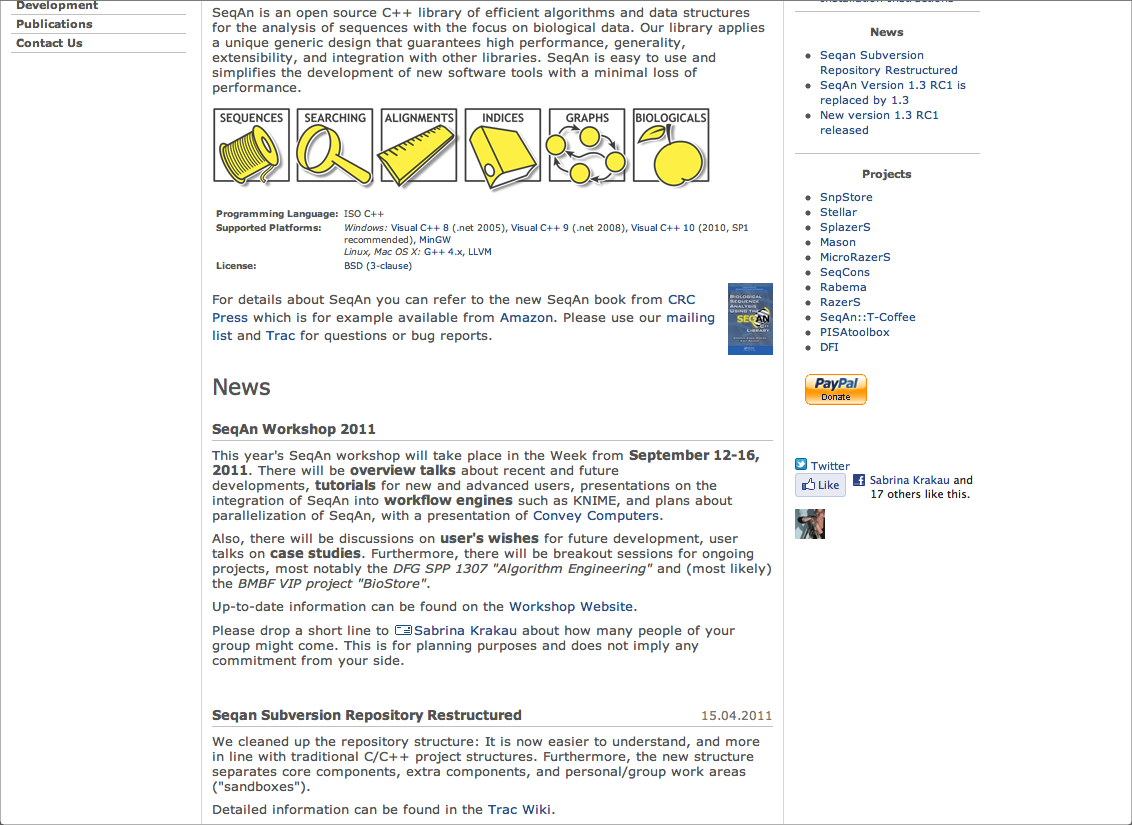 Development
Publications
Contact Us
SeqAn is an open source C++ library of efficient algorithms and data structures
for the analysis of sequences with the focus on biological data. Our library applies
a unique generic design that guarantees high performance, generality,
extensibility, and integration with other libraries. SeqAn is easy to use and
simplifies the development of new software tools with a minimal loss of
performance.
SEQUENCES SEARCHING ALIGNMENTS INDICES GRAPHS BIOLOGICALS
Programming Language: ISO C++
Supported Platforms: Windows: Visual C++ 8 (.net 2005), Visual C++ 9 (.net 2008), Visual C++ 10 (2010, SP1
recommended), MinGW
Linux, Mac OS X: G++ 4.x, LLVM
License: BSD (3-clause)
For details about SeqAn you can refer to the new SeqAn book from CRC
Press which is for example available from Amazon. Please use our mailing
list and Trac for questions or bug reports.
BIOLOGICAL
SEQUENCE
ANALYSIS
USING THE
SEQAN
C++
LIBRARY
News
SeqAn Workshop 2011
This year's SeqAn workshop will take place in the Week from September 12-16,
2011. There will be overview talks about recent and future
developments, tutorials for new and advanced users, presentations on the
integration of SeqAn into workflow engines such as KNIME, and plans about
parallelization of SeqAn, with a presentation of Convey Computers.
Also, there will be discussions on user's wishes for future development, user
talks on case studies. Furthermore, there will be breakout sessions for ongoing
projects, most notably the DFG SPP 1307 "Algorithm Engineering" and (most likely)
the BMBF VIP project "BioStore".
Up-to-date information can be found on the Workshop Website.
Please drop a short line to Sabrina Krakau about how many people of your
group might come. This is for planning purposes and does not imply any
commitment from your side.
Seqan Subversion Repository Restructured 15.04.2011
We cleaned up the repository structure: It is now easier to understand, and more
in line with traditional C/C++ project structures. Furthermore, the new structure
separates core components, extra components, and personal/group work areas
("sandboxes").
Detailed information can be found in the Trac Wiki.
News
Seqan Subversion
Repository Restructured
SeqAn Version 1.3 RC1 is
replaced by 1.3
New version 1.3 RC1
released
Projects
SnpStore
Stellar
SplazerS
Mason
MicroRazerS
SeqCons
Rabema
RazerS
SeqAn::T-Coffee
PISAtoolbox
DFI
PayPal
Donate
Twitter
Like
Sabrina Krakau and
17 others like this.